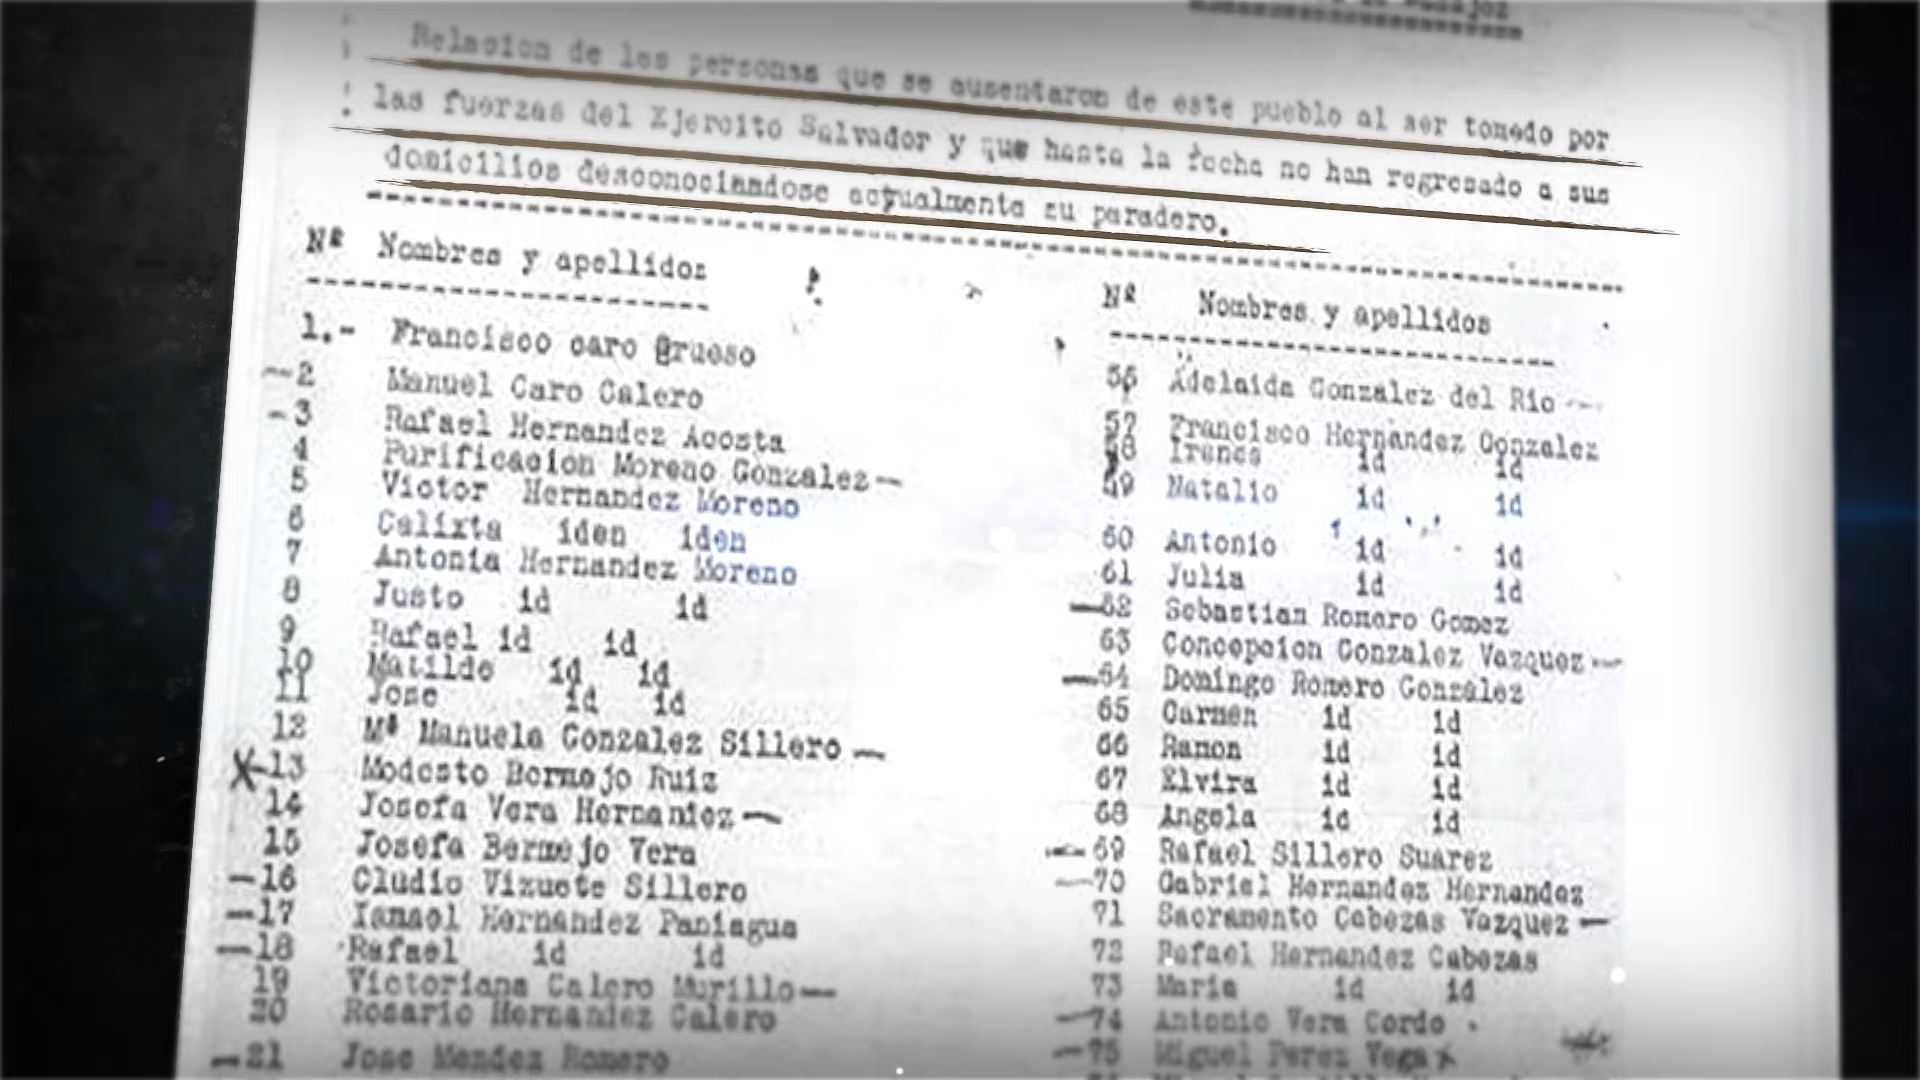 Relacion de las personas que se ausentaron de este pueblo al ser tomado por
las fuerzas del Ejercito Salvador y que hasta la fecha no han regresado a sus
domicilios desconociendose actualmente su paradero.
Nº Nombres y apellidos
1.- Francisco caro Grueso
2 Manuel Caro Calero
3 Rafael Hernandez Acosta
4 Purificacion Moreno Gonzalez
5 Victor Hernandez Moreno
6 Calixta iden iden
7 Antonia Hernandez Moreno
8 Justo id id
9 Rafael id id
10 Matilde id id
11 Jose id id
12 Mª Manuela Gonzalez Sillero
13 Modesto Bermejo Ruiz
14 Josefa Vera Hernandez
15 Josefa Bermejo Vera
16 Cludio Vizuete Sillero
17 Ismael Hernandez Paniagua
18 Rafael id id
19 Victoriana Calero Murillo
20 Rosario Hernandez Calero
21 Jose Mendez Romero
Nº Nombres y apellidos
56 Adelaida Gonzalez del Rio
57 Francisco Hernandez Gonzalez
58 Irenea id id
59 Natalio id id
60 Antonio id id
61 Julia id id
62 Sebastian Romero Gomez
63 Concepcion Gonzalez Vazquez
64 Domingo Romero Gonzalez
65 Carmen id id
66 Ramon id id
67 Elvira id id
68 Angela id id
69 Rafael Sillero Suarez
70 Gabriel Hernandez Hernandez
71 Sacramento Cabezas Vazquez
72 Rafael Hernandez Cabezas
73 Maria id id
74 Antonio Vera Cordo
75 Miguel Perez Vega